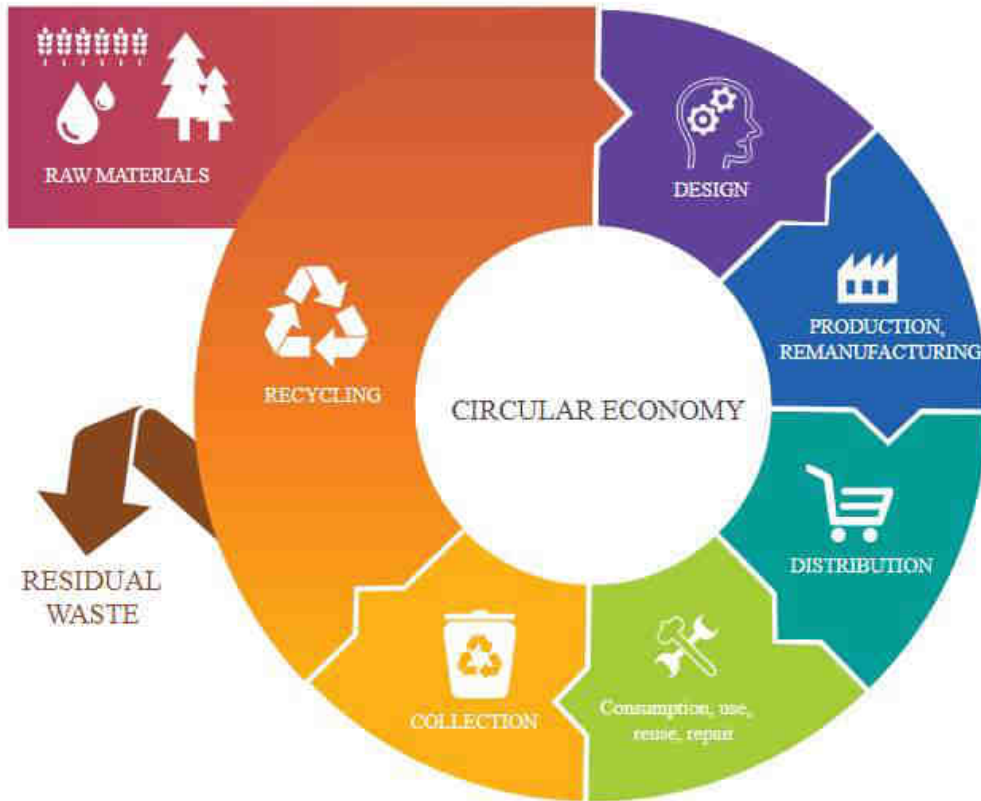 RAW MATERIALS
DESIGN
PRODUCTION,
REMANUFACTURING
RECYCLING
CIRCULAR ECONOMY
DISTRIBUTION
RESIDUAL
WASTE
COLLECTION
Consumption, use,
reuse, repair